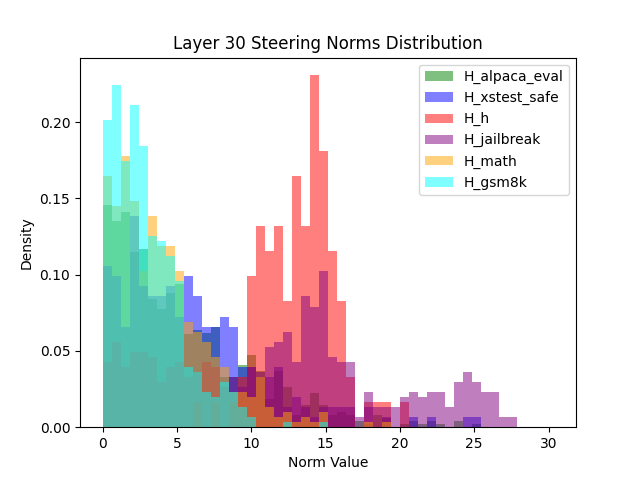 Layer 30 Steering Norms Distribution
H_alpaca_eval
H_xstest_safe
H_h
H_jailbreak
H_math
H_gsm8k
0.20
0.15
0.10
0.05
0.00
Density
0 5 10 15 20 25 30
Norm Value